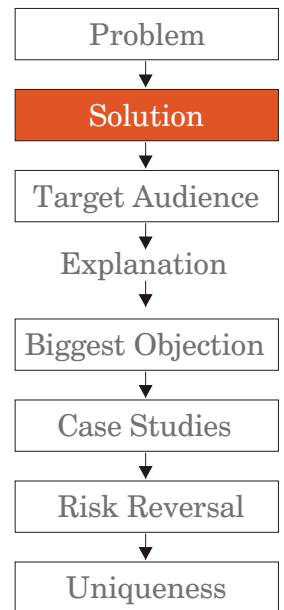 Problem
Solution
Target Audience
Explanation
Biggest Objection
Case Studies
Risk Reversal
Uniqueness